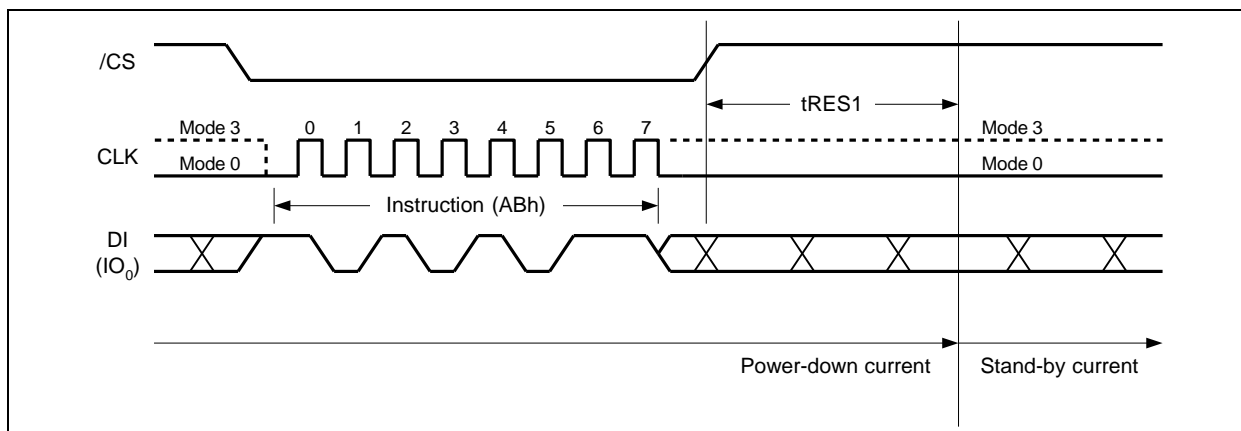 /CS
tRES1
Mode 3 0 1 2 3 4 5 6 7 Mode 3
CLK
Mode 0 Mode 0
Instruction (ABh)
DI
(IO0)
Power-down current Stand-by current